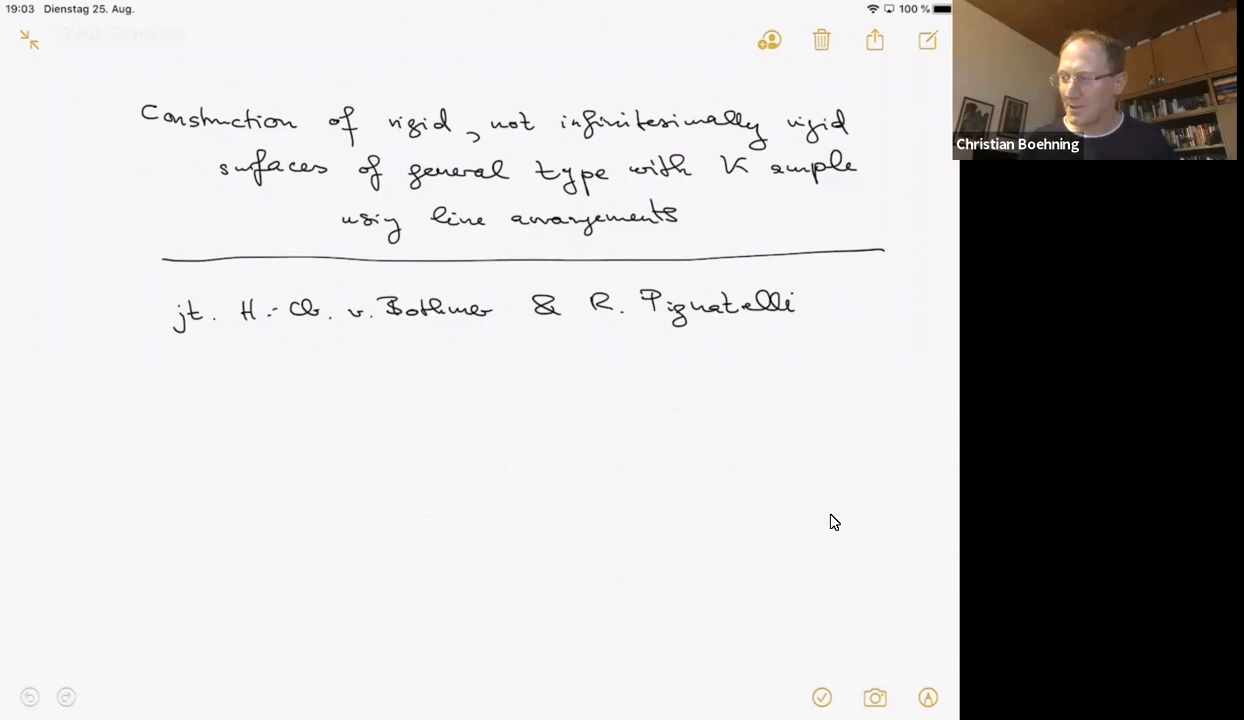 19:03 Dienstag 25. Aug.
100 %
Construction of rigid, not infinitesimally rigid
surfaces of general type with K ample
using line arrangements
jt. H.-Ch. v. Bothmer & R. Pignatelli
Christian Boehning